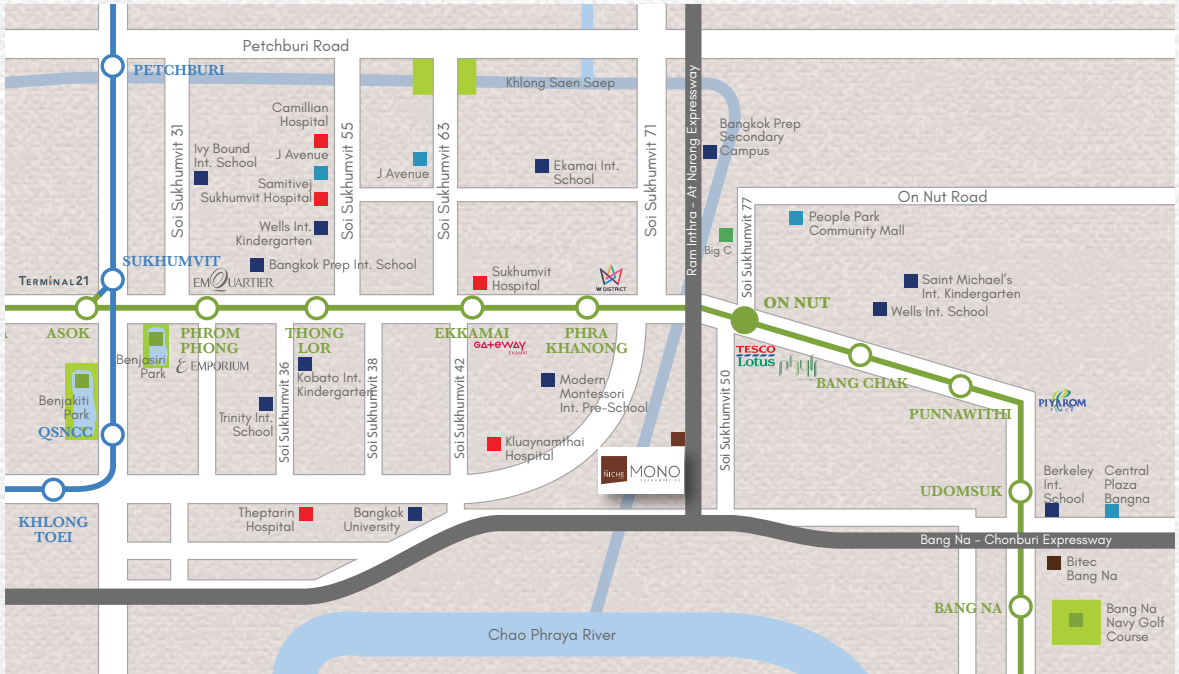 Petchburi Road
PETCHBURI
Khlong Saen Saep
Ram Inthra - At Narong Expressway
Camillian
Hospital
Soi Sukhumvit 31
Soi Sukhumvit 55
Soi Sukhumvit 63
Soi Sukhumvit 71
Bangkok Prep
Secondary
Campus
Ivy Bound
Int. School
J Avenue
J Avenue
Ekamai Int.
School
Samitivej
Sukhumvit Hospital
On Nut Road
Soi Sukhumvit 77
People Park
Community Mall
Wells Int.
Kindergarten
Big C
SUKHUMVIT
Bangkok Prep Int. School
TERMINAL21
EMQUARTIER
Sukhumvit
Hospital
W DISTRICT
Saint Michael's
Int. Kindergarten
Wells Int. School
ON NUT
ASOK
PHROM
PHONG
THONG
LOR
EKKAMAI
PHRA
KHANONG
GATEWAY
EKAMAI
TESCO
Lotus
phyll
BANG CHAK
Benjasiri
Park
EMPORIUM
Soi Sukhumvit 36
Kobato Int.
Kindergarten
Soi Sukhumvit 38
Soi Sukhumvit 42
Modern
Montessori
Int. Pre-School
Soi Sukhumvit 50
PUNNAWITHI
PIYAROM
PLACE
Benjakiti
Park
Trinity Int.
School
QSNCC
Kluaynamthai
Hospital
NICHE
MONO
UDOMSUK
Berkeley
Int.
School
Central
Plaza
Bangna
KHLONG
TOEI
Theptarin
Hospital
Bangkok
University
Bang Na - Chonburi Expressway
Bitec
Bang Na
BANG NA
Bang Na
Navy Golf
Course
Chao Phraya River